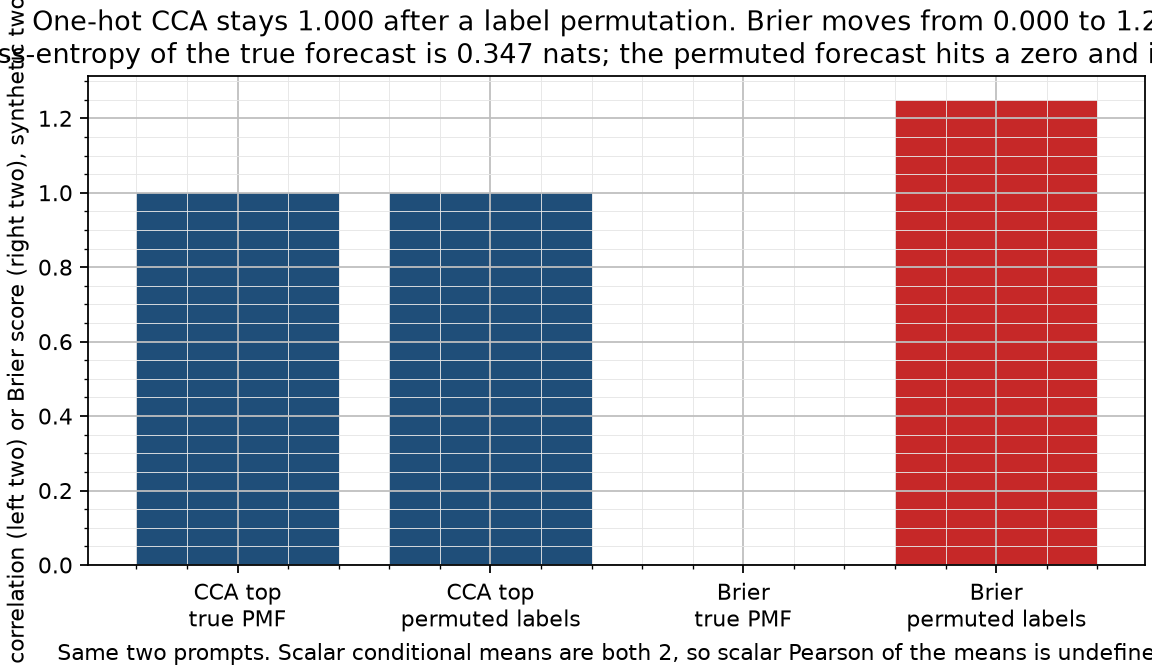 One-hot CCA stays 1.000 after a label permutation. Brier moves from 0.000 to 1.2
ss-entropy of the true forecast is 0.347 nats; the permuted forecast hits a zero and i
correlation (left two) or Brier score (right two), synthetic two
1.2
1.0
0.8
0.6
0.4
0.2
0.0
CCA top
true PMF
CCA top
permuted labels
Brier
true PMF
Brier
permuted labels
Same two prompts. Scalar conditional means are both 2, so scalar Pearson of the means is undefine